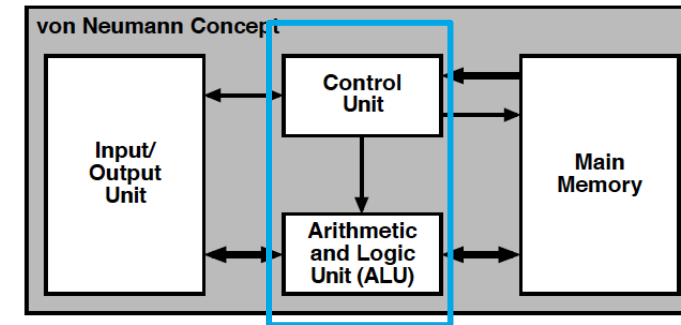 von Neumann Concept
Control
Unit
Input/
Output
Unit
Main
Memory
Arithmetic
and Logic
Unit (ALU)